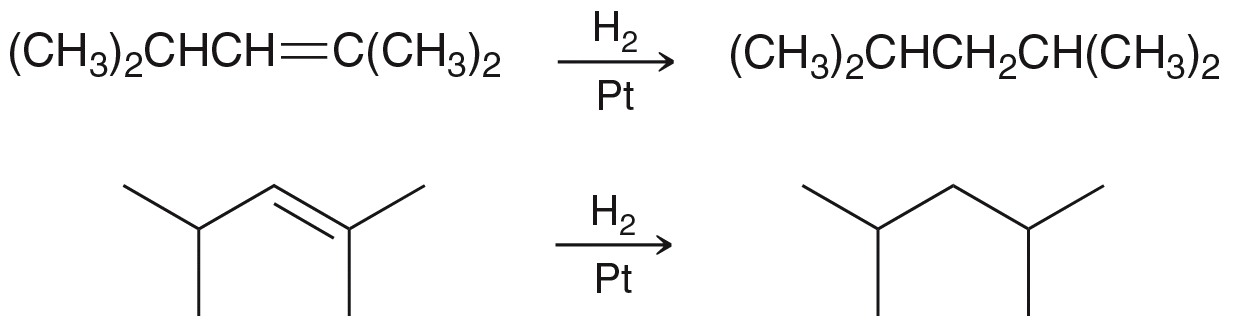 (CH₃)₂CHCH=C(CH₃)₂ H₂ Pt (CH₃)₂CHCH₂CH(CH₃)₂
H₂
Pt